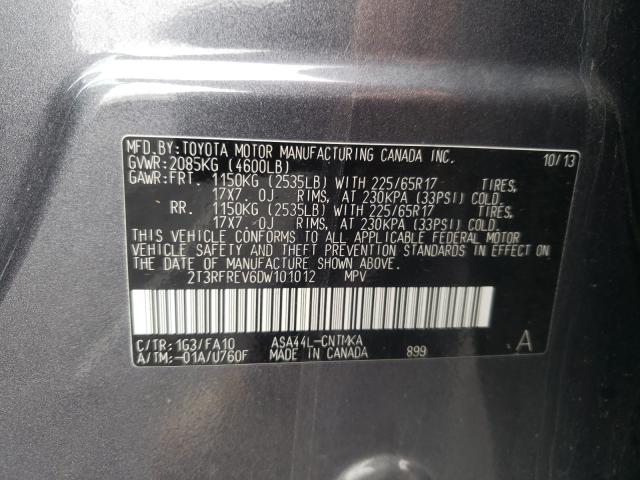 MFD.BY:TOYOTA MOTOR MANUFACTURING CANADA INC. 10/13
GVWR:2085KG (4600LB)
GAWR:FRT. 1150KG (2535LB) WITH 225/65R17 TIRES,
17X7.0J RIMS, AT 230KPA (33PSI) COLD.
RR. 1150KG (2535LB) WITH 225/65R17 TIRES,
17X7.0J RIMS, AT 230KPA (33PSI) COLD.
THIS VEHICLE CONFORMS TO ALL APPLICABLE FEDERAL MOTOR
VEHICLE SAFETY AND THEFT PREVENTION STANDARDS IN EFFECT ON
THE DATE OF MANUFACTURE SHOWN ABOVE.
2T3RFREV6DW101012 MPV
C/TR:1G3/FA10 ASA44L-CNTMKA
A/TM:-01A/U760F MADE IN CANADA 899 A